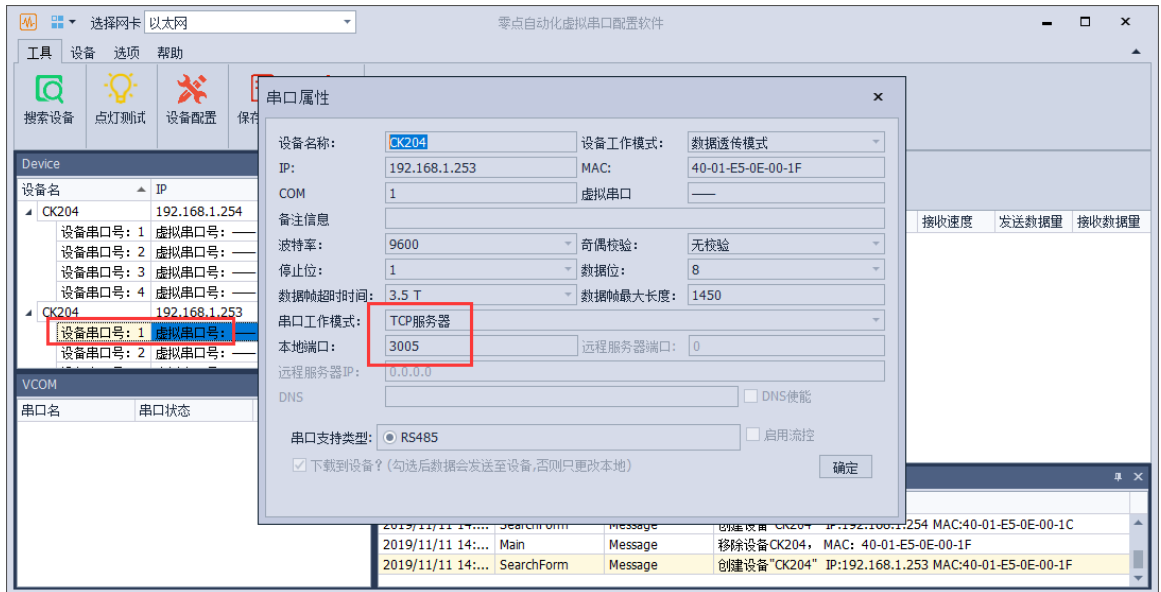 选择网卡 以太网 零点自动化虚拟串口配置软件
工具 设备 选项 帮助
搜索设备 点灯测试 设备配置 保存
Device
设备名 IP
CK204 192.168.1.254
设备串口号: 1 虚拟串口号: ——
设备串口号: 2 虚拟串口号: ——
设备串口号: 3 虚拟串口号: ——
设备串口号: 4 虚拟串口号: ——
CK204 192.168.1.253
设备串口号: 1 虚拟串口号: ——
设备串口号: 2 虚拟串口号: ——
VCOM
串口名 串口状态
串口属性
设备名称: CK204 设备工作模式: 数据透传模式
IP: 192.168.1.253 MAC: 40-01-E5-0E-00-1F
COM 1 虚拟串口 ——
备注信息
波特率: 9600 奇偶校验: 无校验
停止位: 1 数据位: 8
数据帧超时时间: 3.5 T 数据帧最大长度: 1450
串口工作模式: TCP服务器
本地端口: 3005 远程服务器端口: 0
远程服务器IP: 0.0.0.0
DNS DNS使能
串口支持类型: RS485 启用流控
下载到设备?(勾选后数据会发送至设备,否则只更改本地) 确定
接收速度 发送数据量 接收数据量
2019/11/11 14:... SearchForm Message 创建设备"CK204" IP:192.168.1.254 MAC:40-01-E5-0E-00-1C
2019/11/11 14:... Main Message 移除设备CK204, MAC: 40-01-E5-0E-00-1F
2019/11/11 14:... SearchForm Message 创建设备"CK204" IP:192.168.1.253 MAC:40-01-E5-0E-00-1F